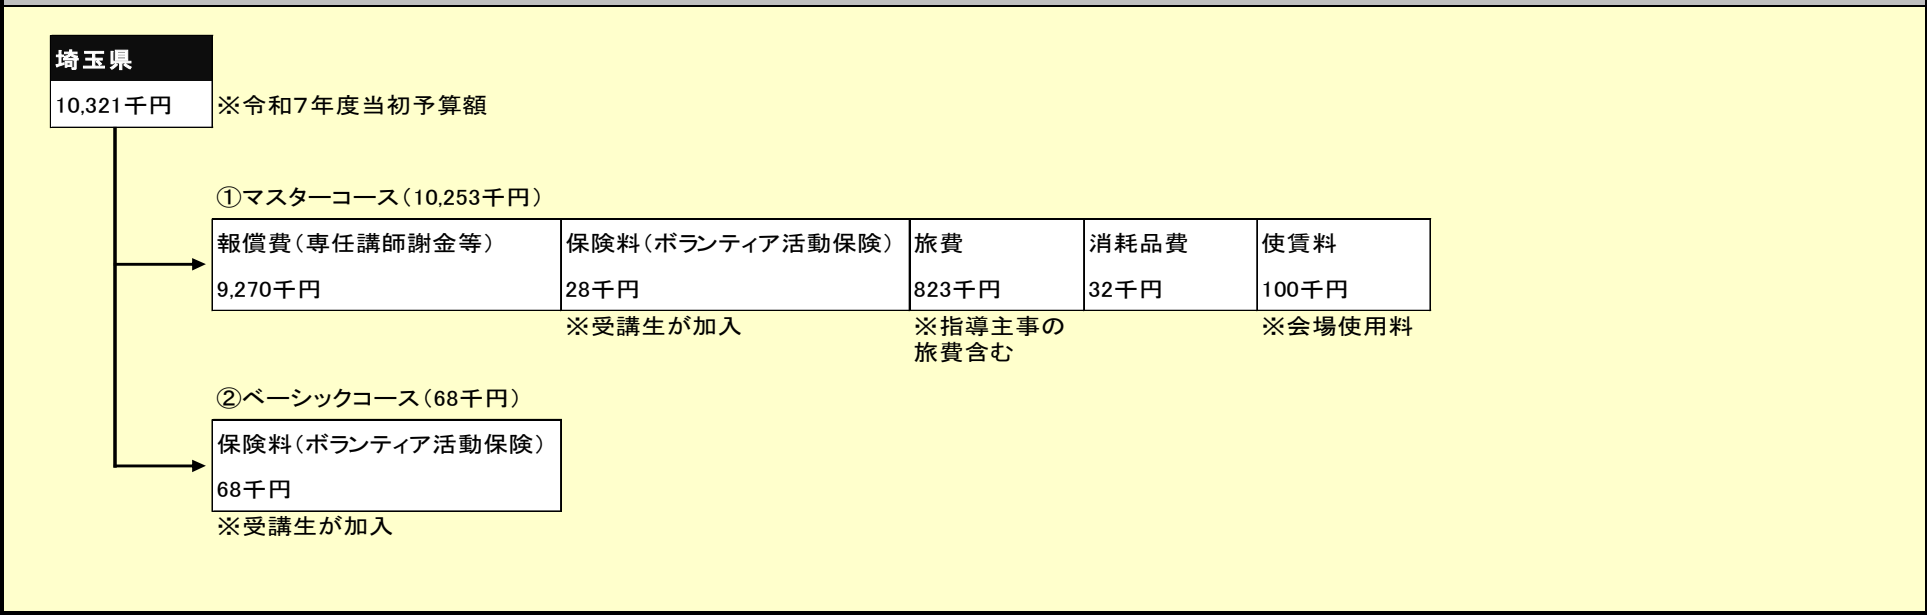 埼玉県
10,321千円 ※令和7年度当初予算額
①マスターコース(10,253千円)
報償費(専任講師謝金等) 保険料(ボランティア活動保険) 旅費 消耗品費 使賃料
9,270千円 28千円 823千円 32千円 100千円
※受講生が加入 ※指導主事の ※会場使用料
旅費含む
②ベーシックコース(68千円)
保険料(ボランティア活動保険)
68千円
※受講生が加入